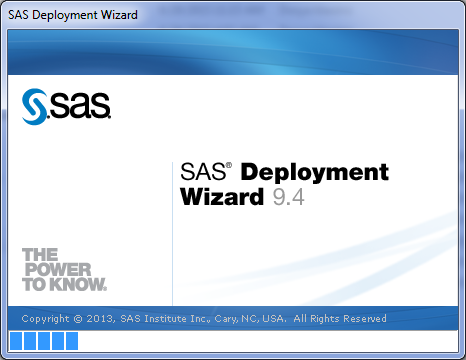 SAS Deployment Wizard
sas.
SAS® Deployment
Wizard 9.4
THE
POWER
TO KNOW®
Copyright © 2013, SAS Institute Inc., Cary, NC, USA. All Rights Reserved